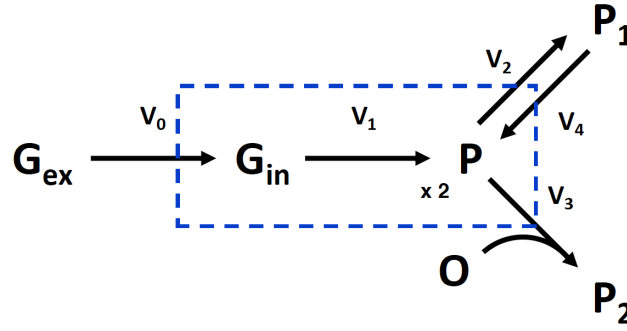 P₁
V₂
V₀
V₁
V₄
Gₑₓ
Gᵢₙ
P
x 2
V₃
O
P₂